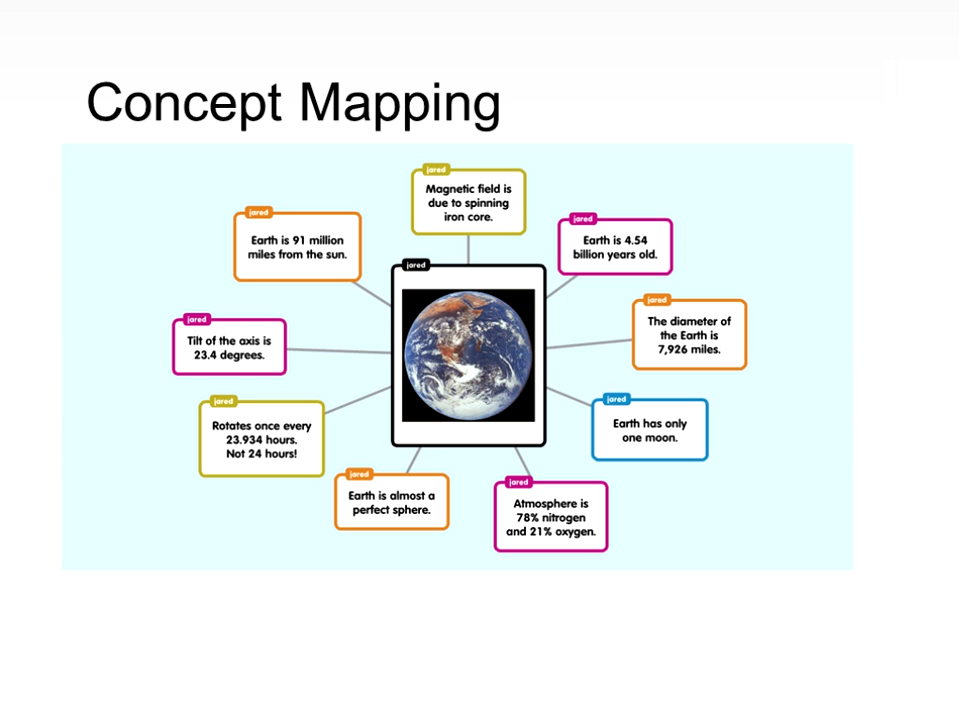 Concept Mapping
jared
Magnetic field is
due to spinning
iron core.
jared
Earth is 91 million
miles from the sun.
jared
Earth is 4.54
billion years old.
jared
jared
The diameter of
the Earth is
7,926 miles.
jared
Tilt of the axis is
23.4 degrees.
jared
Earth has only
one moon.
jared
Rotates once every
23.934 hours.
Not 24 hours!
jared
Earth is almost a
perfect sphere.
jared
Atmosphere is
78% nitrogen
and 21% oxygen.